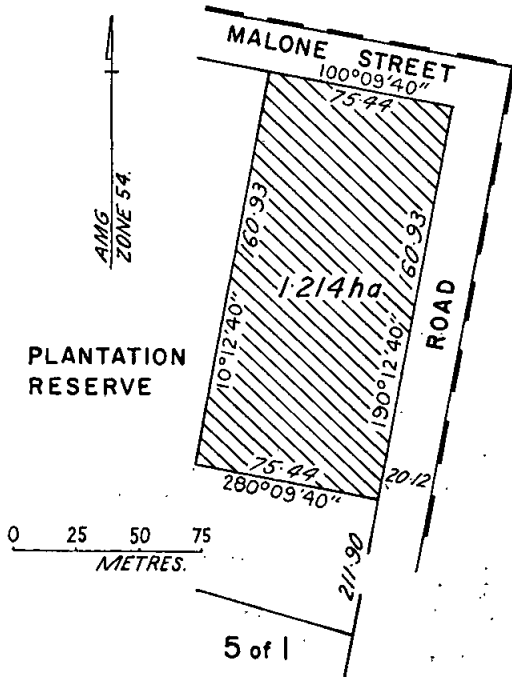 MALONE STREET
100°09'40"
75·44
AMG
ZONE 54.
160·93
160·93
1·214ha
ROAD
10°12'40"
190°12'40"
PLANTATION
RESERVE
75·44
280°09'40"
20·12
0 25 50 75
METRES.
211·90
5 of 1